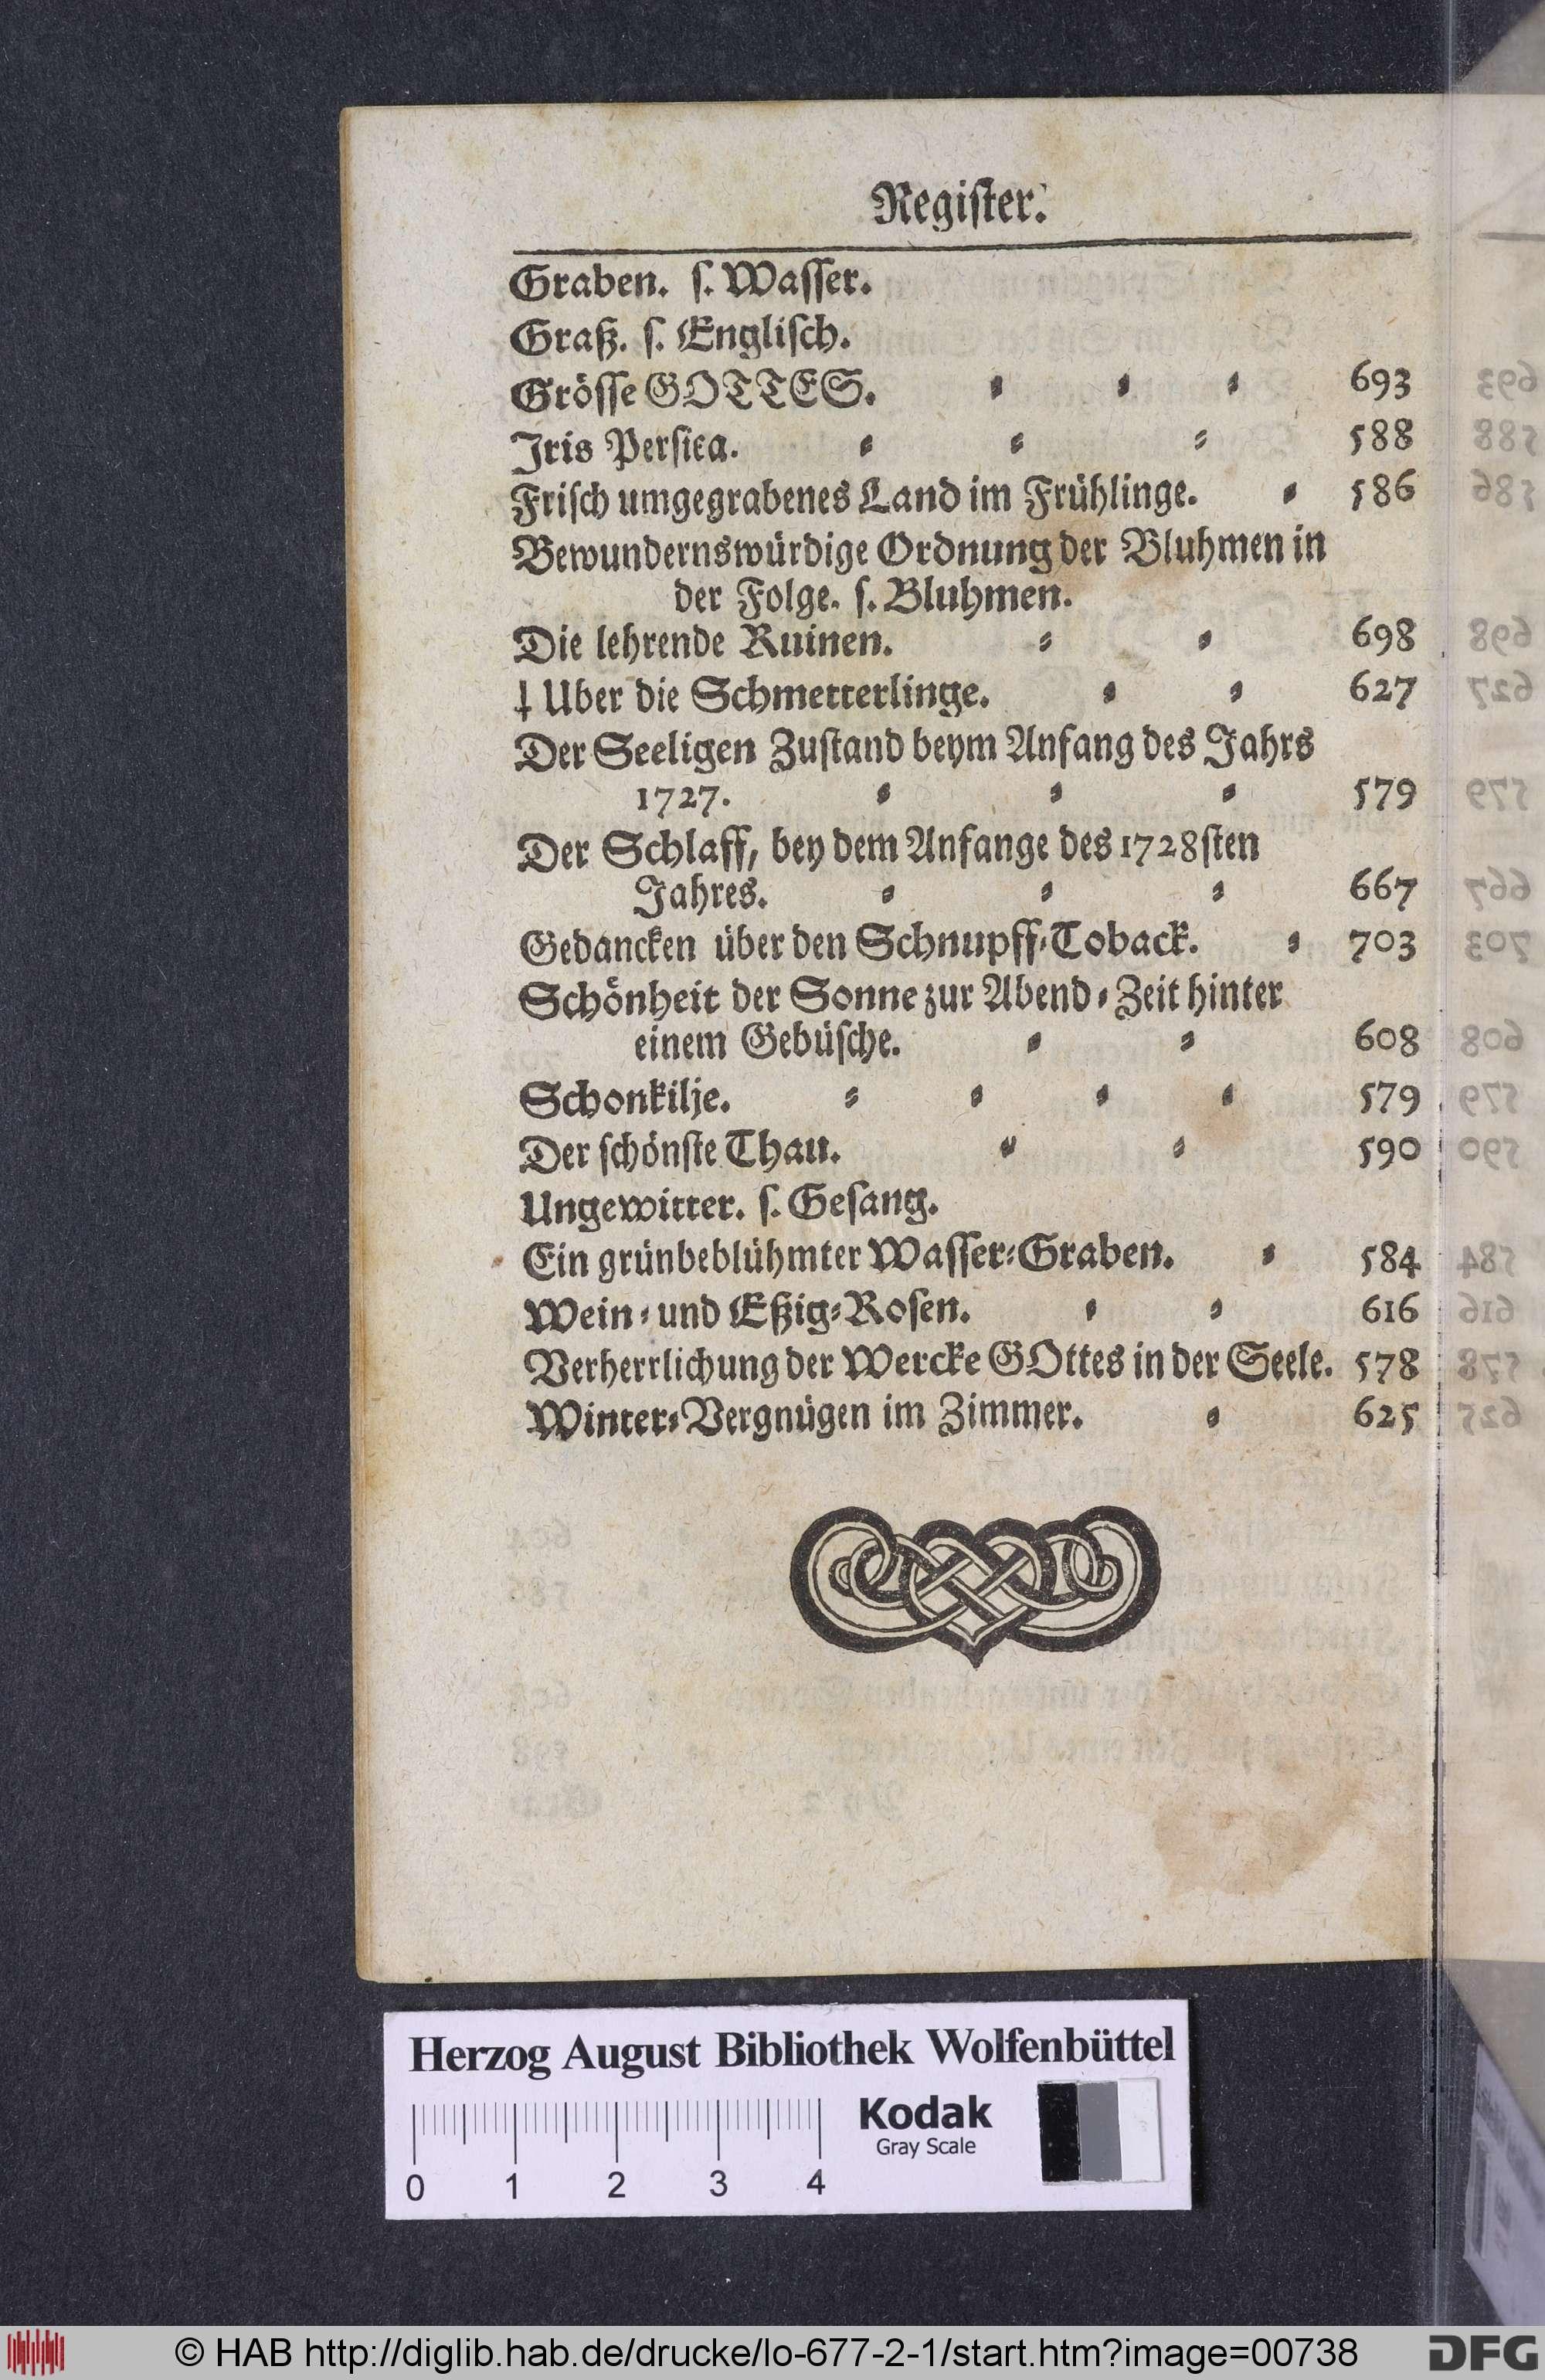 Register.
Graben. ſ. Waſſer.
Graß. ſ. Engliſch.
Gröſſe GOTTES. ⸗ ⸗ ⸗ 693
Iris Perſica. ⸗ ⸗ ⸗ 588
Friſch umgegrabenes Land im Frühlinge. ⸗ 586
Bewundernswürdige Ordnung der Bluhmen in
der Folge. ſ. Bluhmen.
Die lehrende Ruinen. ⸗ ⸗ 698
‡ Uber die Schmetterlinge. ⸗ ⸗ 627
Der Seeligen Zuſtand beym Anfang des Jahrs
1727. ⸗ ⸗ ⸗ 579
Der Schlaff, bey dem Anfange des 1728ſten
Jahres. ⸗ ⸗ ⸗ 667
Gedancken über den Schnupff⸗Toback. ⸗ 703
Schönheit der Sonne zur Abend⸗Zeit hinter
einem Gebüſche. ⸗ ⸗ 608
Schonkilje. ⸗ ⸗ ⸗ ⸗ 579
Der ſchönſte Thau. ⸗ ⸗ 590
Ungewitter. ſ. Geſang.
Ein grünbeblühmter Waſſer⸗Graben. ⸗ 584
Wein⸗ und Eßig⸗Roſen. ⸗ ⸗ 616
Verherrlichung der Wercke GOttes in der Seele. 578
Winter⸗Vergnügen im Zimmer. ⸗ 625
Herzog August Bibliothek Wolfenbüttel
Kodak
Gray Scale
0 1 2 3 4
© HAB http://diglib.hab.de/drucke/lo-677-2-1/start.htm?image=00738
DFG